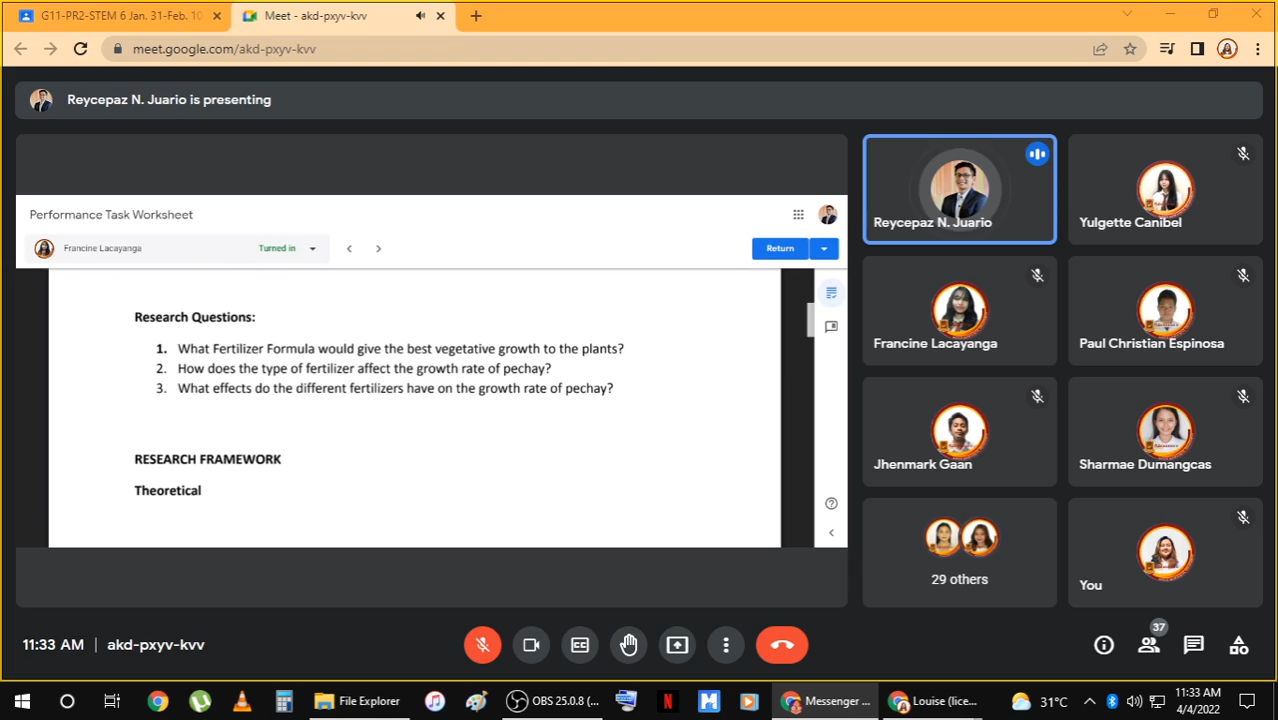 G11-PR2-STEM 6 Jan. 31-Feb. 10
Meet - akd-pxyv-kvv
meet.google.com/akd-pxyv-kvv
Reycepaz N. Juario is presenting
Performance Task Worksheet
Francine Lacayanga
Turned in
Return
Research Questions:
1. What Fertilizer Formula would give the best vegetative growth to the plants?
2. How does the type of fertilizer affect the growth rate of pechay?
3. What effects do the different fertilizers have on the growth rate of pechay?
RESEARCH FRAMEWORK
Theoretical
Reycepaz N. Juario
Yulgette Canibel
Francine Lacayanga
Paul Christian Espinosa
Jhenmark Gaan
Sharmae Dumangcas
29 others
You
11:33 AM | akd-pxyv-kvv
37
File Explorer
OBS 25.0.8 (...
Messenger ...
Louise (lice...
31°C
11:33 AM
4/4/2022